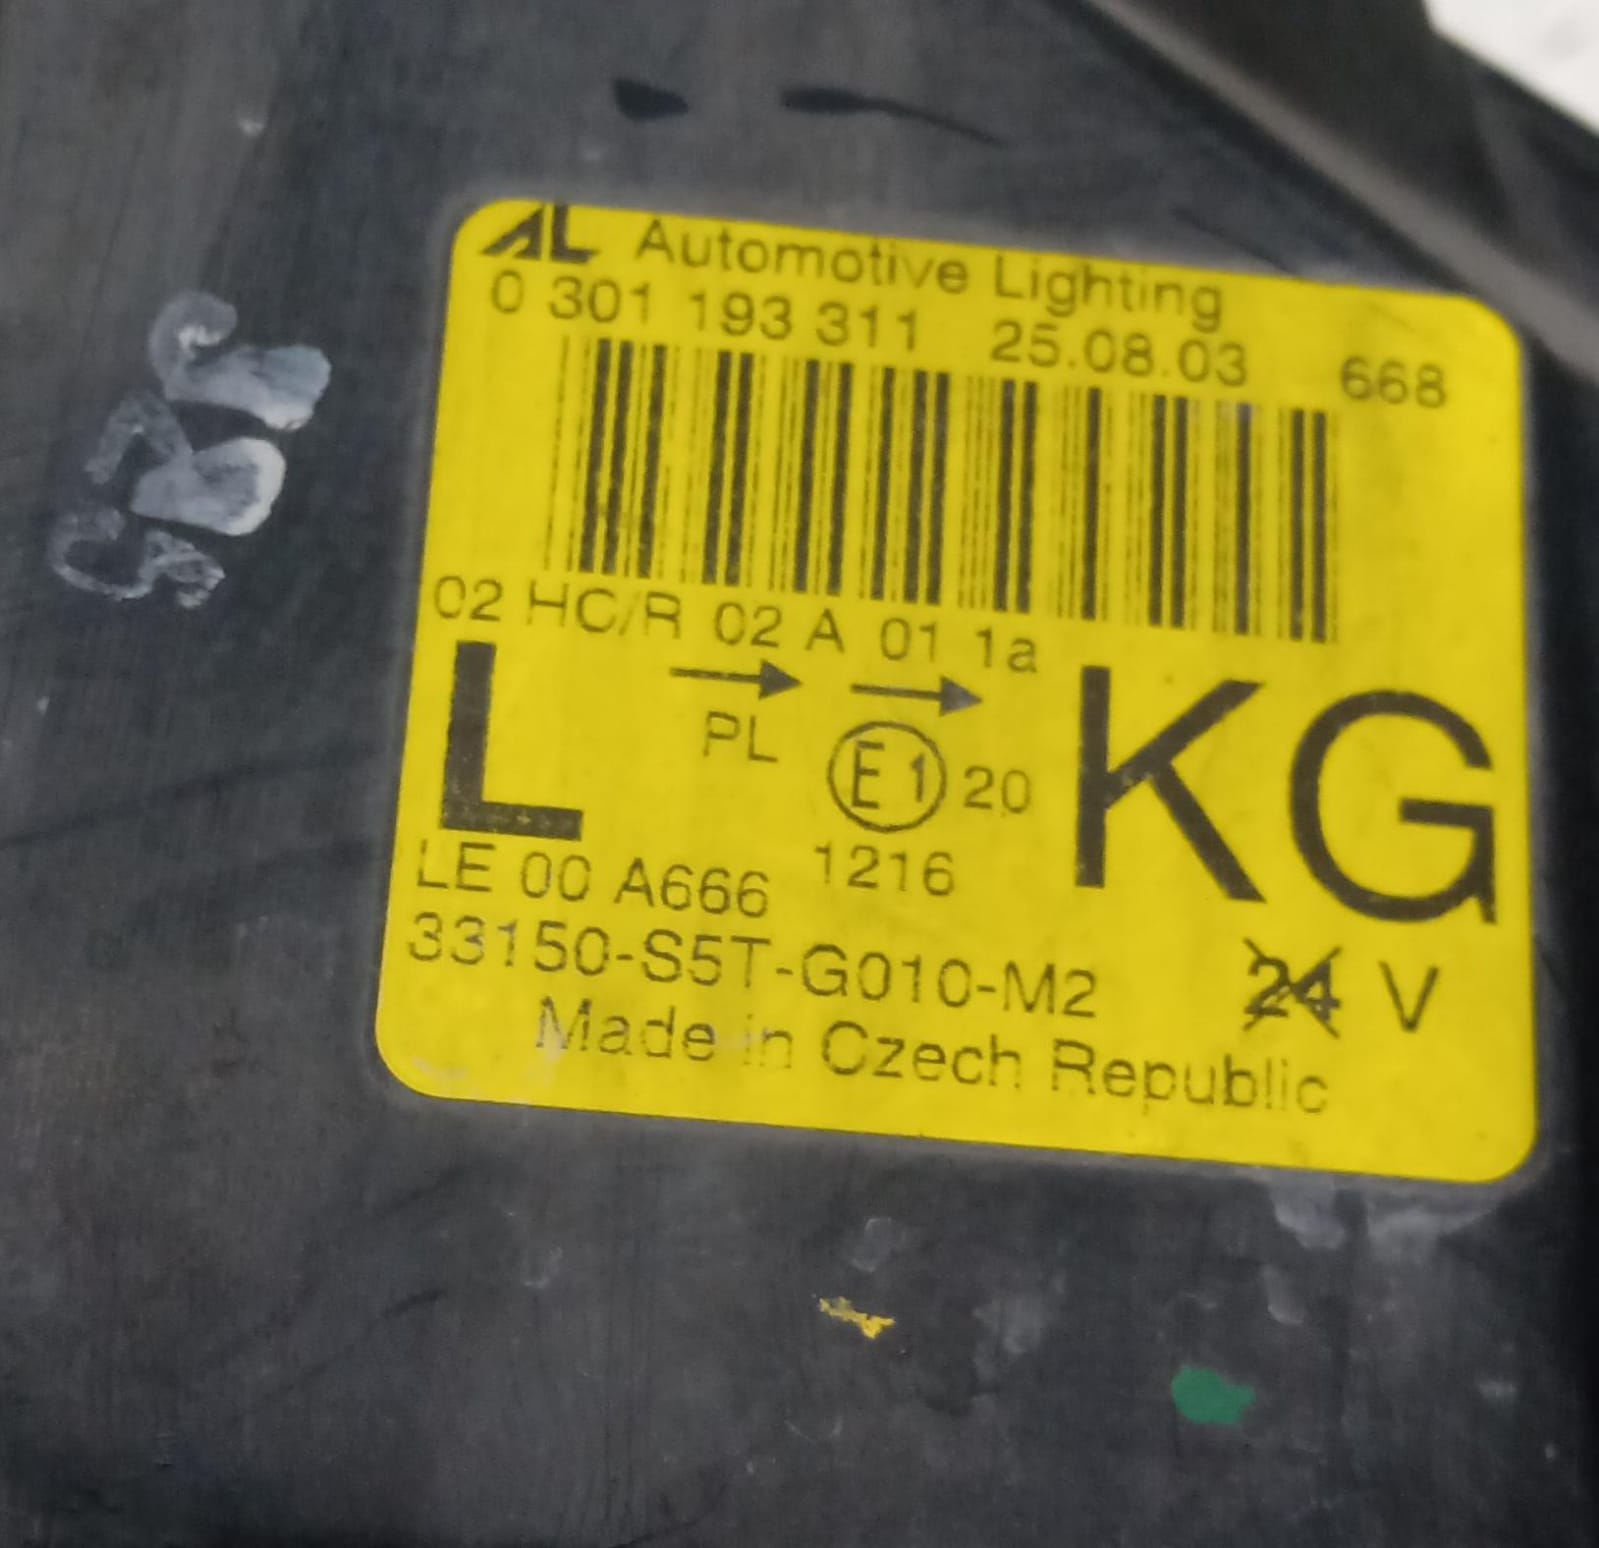 AL Automotive Lighting
0 301 193 311 25.08.03 668
02 HC/R 02 A 01 1a
L PL E1 20 KG
1216
LE 00 A666
33150-S5T-G010-M2 24 V
Made in Czech Republic